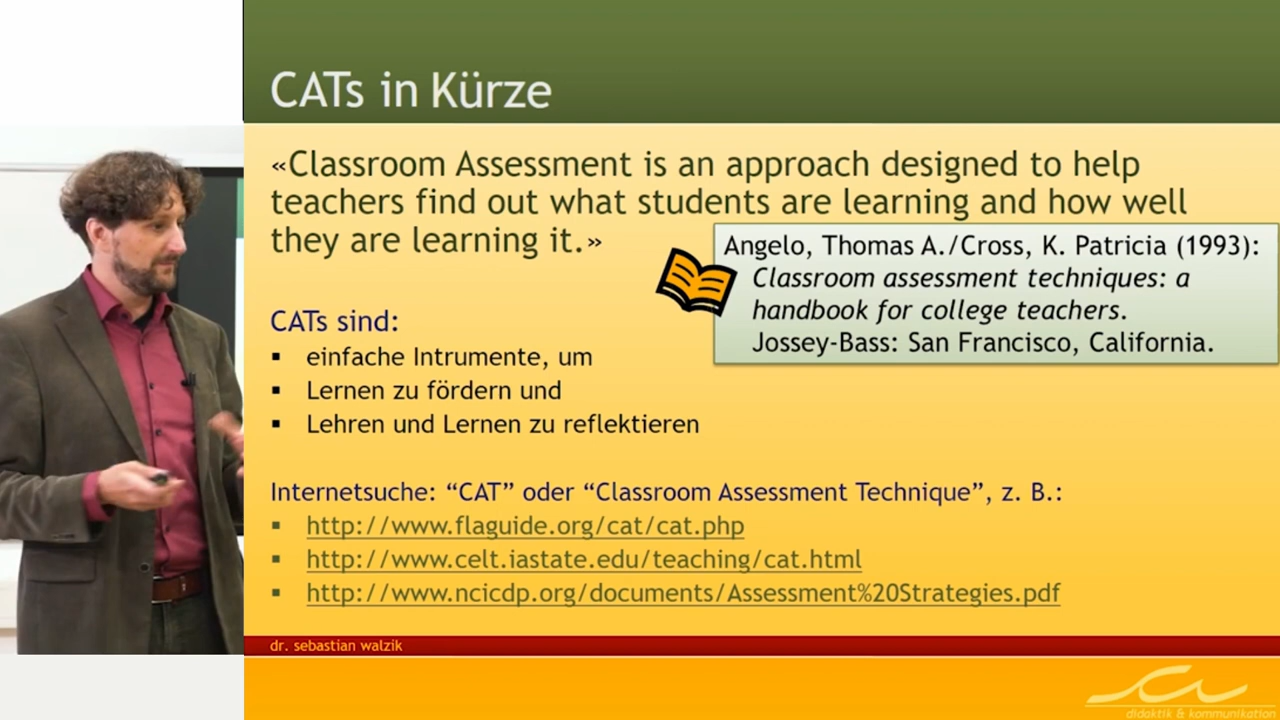 CATs in Kürze
«Classroom Assessment is an approach designed to help
teachers find out what students are learning and how well
they are learning it.»
Angelo, Thomas A./Cross, K. Patricia (1993):
Classroom assessment techniques: a
handbook for college teachers.
Jossey-Bass: San Francisco, California.
CATs sind:
▪ einfache Intrumente, um
▪ Lernen zu fördern und
▪ Lehren und Lernen zu reflektieren
Internetsuche: “CAT” oder “Classroom Assessment Technique”, z. B.:
▪ http://www.flaguide.org/cat/cat.php
▪ http://www.celt.iastate.edu/teaching/cat.html
▪ http://www.ncicdp.org/documents/Assessment%20Strategies.pdf
dr. sebastian walzik
didaktik & kommunikation